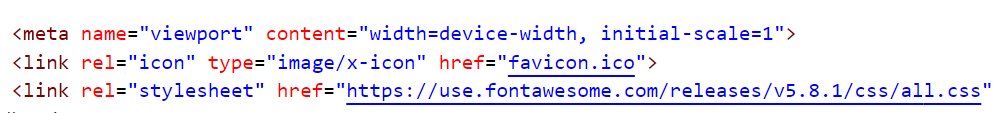 <meta name="viewport" content="width=device-width, initial-scale=1">
<link rel="icon" type="image/x-icon" href="favicon.ico">
<link rel="stylesheet" href="https://use.fontawesome.com/releases/v5.8.1/css/all.css"